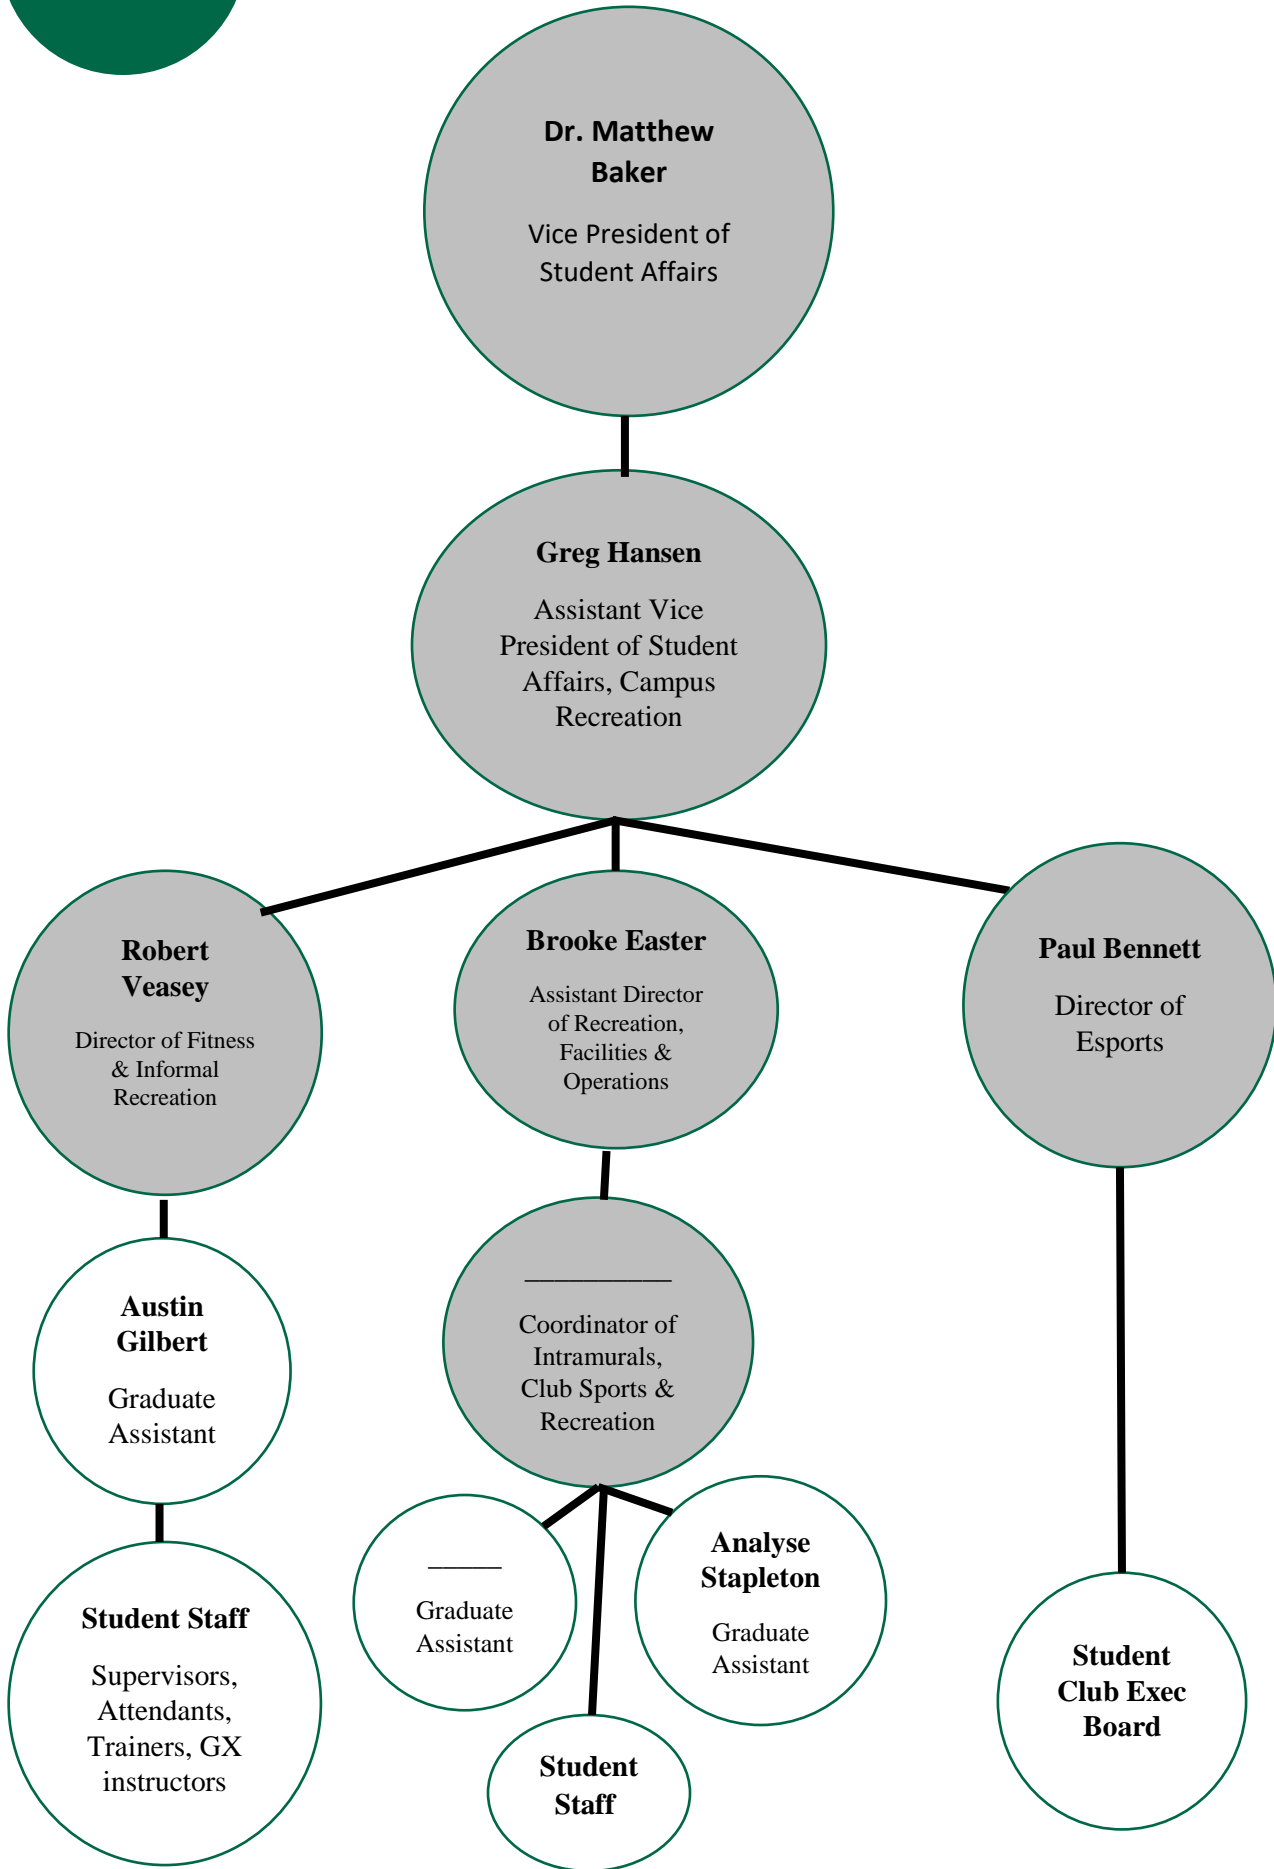 Dr. Matthew
Baker
Vice President of
Student Affairs
Greg Hansen
Assistant Vice
President of Student
Affairs, Campus
Recreation
Robert
Veasey
Director of Fitness
& Informal
Recreation
Brooke Easter
Assistant Director
of Recreation,
Facilities &
Operations
Paul Bennett
Director of
Esports
Austin
Gilbert
Graduate
Assistant
__________
Coordinator of
Intramurals,
Club Sports &
Recreation
Student Staff
Supervisors,
Attendants,
Trainers, GX
instructors
_____
Graduate
Assistant
Student
Staff
Analyse
Stapleton
Graduate
Assistant
Student
Club Exec
Board